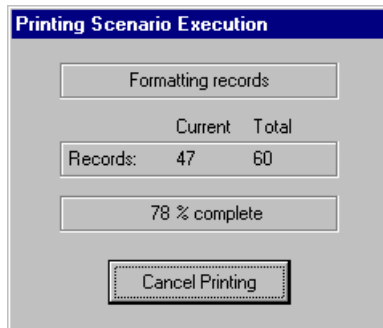 Printing Scenario Execution
Formatting records
Current Total
Records: 47 60
78 % complete
Cancel Printing